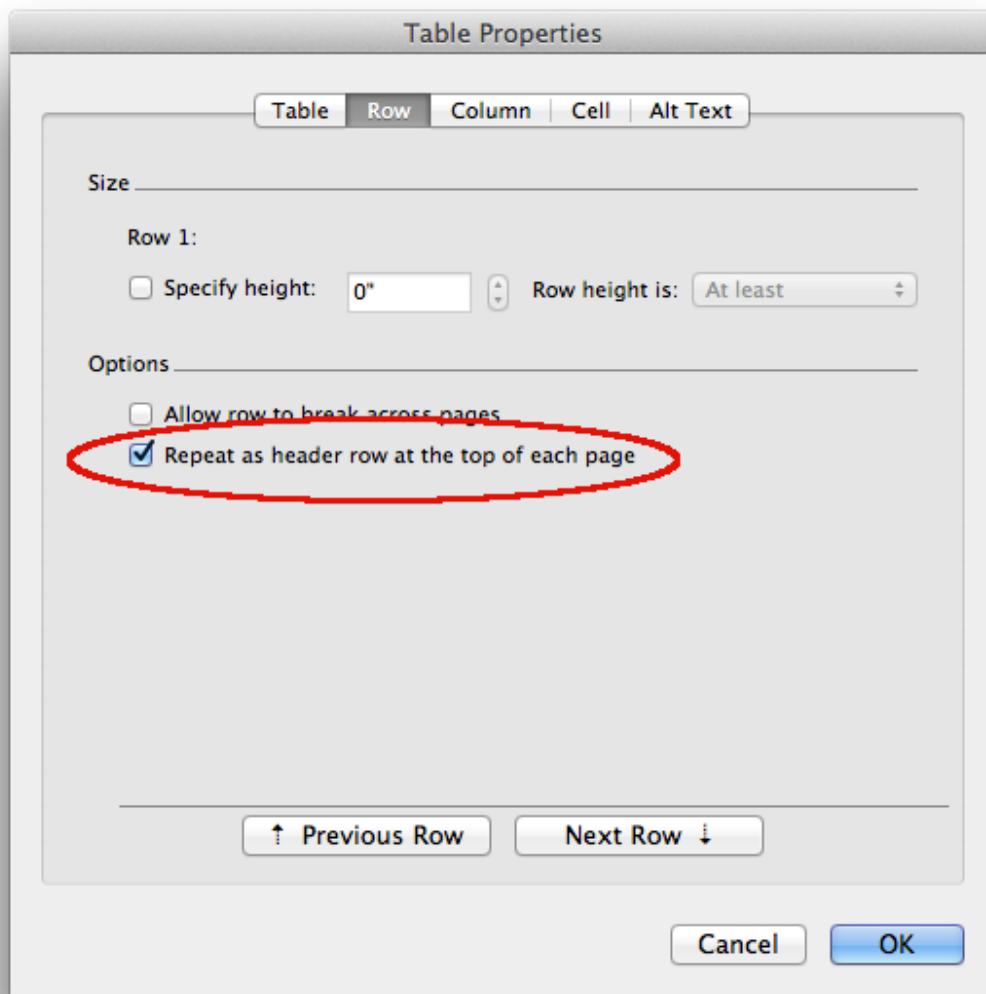 Table Properties
Table Row Column Cell Alt Text
Size
Row 1:
Specify height: 0" Row height is: At least
Options
Allow row to break across pages
Repeat as header row at the top of each page
↑ Previous Row Next Row ↓
Cancel OK